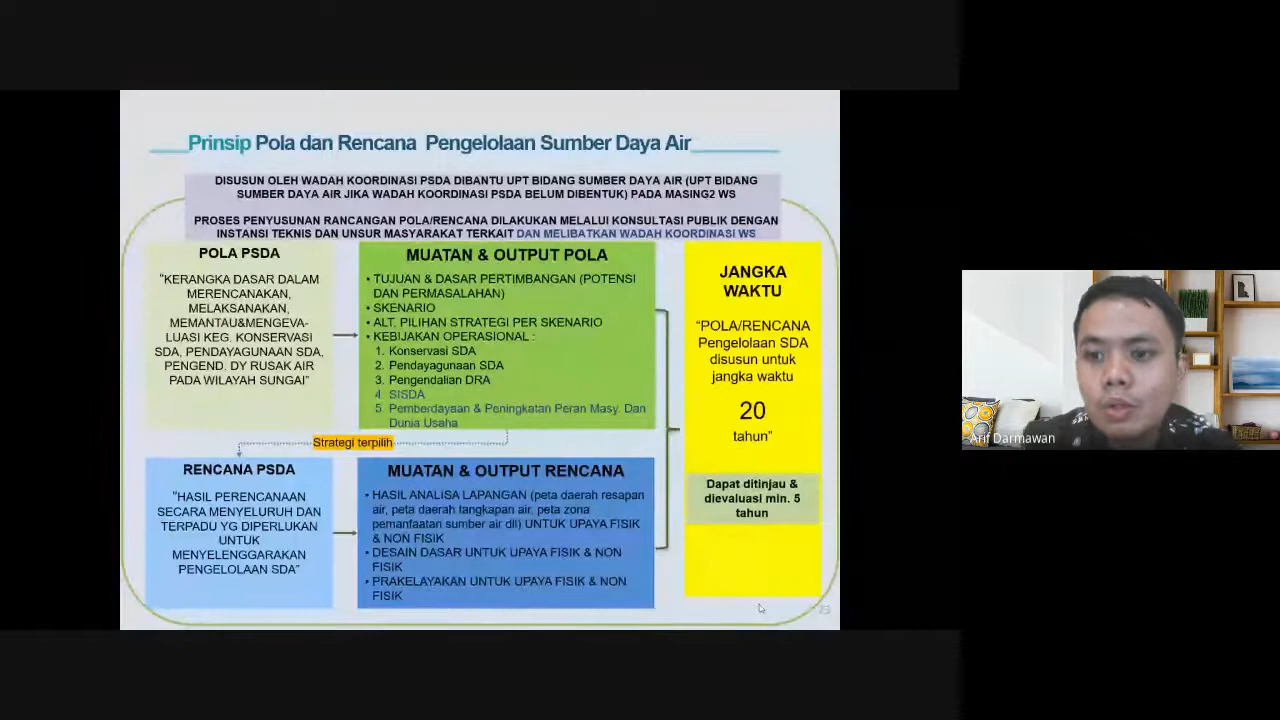 Prinsip Pola dan Rencana Pengelolaan Sumber Daya Air
DISUSUN OLEH WADAH KOORDINASI PSDA DIBANTU UPT BIDANG SUMBER DAYA AIR (UPT BIDANG
SUMBER DAYA AIR JIKA WADAH KOORDINASI PSDA BELUM DIBENTUK) PADA MASING2 WS
PROSES PENYUSUNAN RANCANGAN POLA/RENCANA DILAKUKAN MELALUI KONSULTASI PUBLIK DENGAN
INSTANSI TEKNIS DAN UNSUR MASYARAKAT TERKAIT DAN MELIBATKAN WADAH KOORDINASI WS
POLA PSDA
"KERANGKA DASAR DALAM
MERENCANAKAN,
MELAKSANAKAN,
MEMANTAU&MENGEVA-
LUASI KEG. KONSERVASI
SDA, PENDAYAGUNAAN SDA,
PENGEND. DY RUSAK AIR
PADA WILAYAH SUNGAI"
MUATAN & OUTPUT POLA
• TUJUAN & DASAR PERTIMBANGAN (POTENSI
DAN PERMASALAHAN)
• SKENARIO
• ALT. PILIHAN STRATEGI PER SKENARIO
• KEBIJAKAN OPERASIONAL :
1. Konservasi SDA
2. Pendayagunaan SDA
3. Pengendalian DRA
4. SISDA
5. Pemberdayaan & Peningkatan Peran Masy. Dan
Dunia Usaha
Strategi terpilih
RENCANA PSDA
"HASIL PERENCANAAN
SECARA MENYELURUH DAN
TERPADU YG DIPERLUKAN
UNTUK
MENYELENGGARAKAN
PENGELOLAAN SDA"
MUATAN & OUTPUT RENCANA
• HASIL ANALISA LAPANGAN (peta daerah resapan
air, peta daerah tangkapan air, peta zona
pemanfaatan sumber air dll) UNTUK UPAYA FISIK
& NON FISIK
• DESAIN DASAR UNTUK UPAYA FISIK & NON
FISIK
• PRAKELAYAKAN UNTUK UPAYA FISIK & NON
FISIK
JANGKA
WAKTU
"POLA/RENCANA
Pengelolaan SDA
disusun untuk
jangka waktu
20
tahun"
Dapat ditinjau &
dievaluasi min. 5
tahun
23
Arif Darmawan